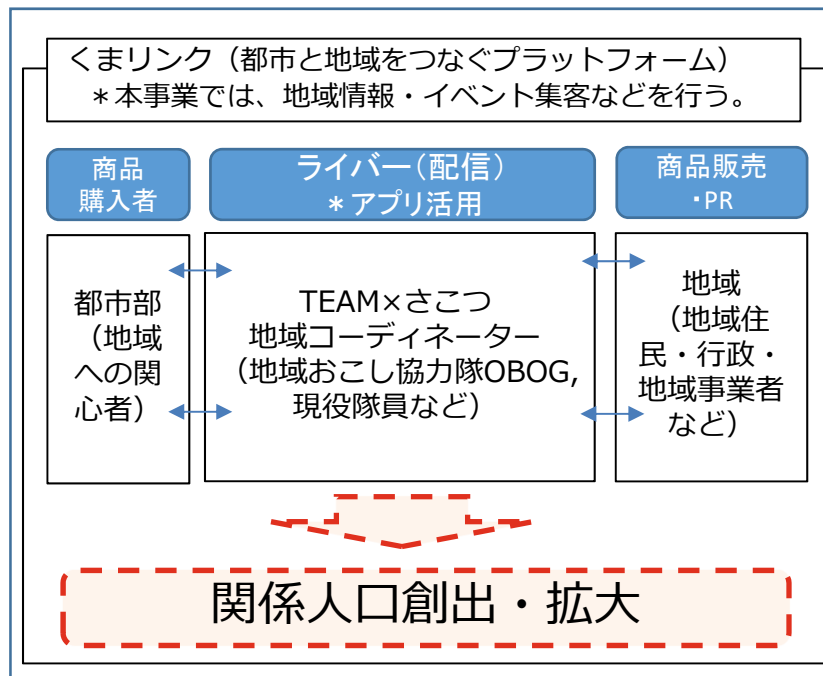 くまリンク（都市と地域をつなぐプラットフォーム）
＊本事業では、地域情報・イベント集客などを行う。
商品
購入者
ライバー（配信）
＊アプリ活用
商品販売
・PR
都市部
（地域
への関
心者）
TEAM×さこつ
地域コーディネーター
（地域おこし協力隊OBOG,
現役隊員など）
地域
（地域住
民・行政・
地域事業者
など）
関係人口創出・拡大